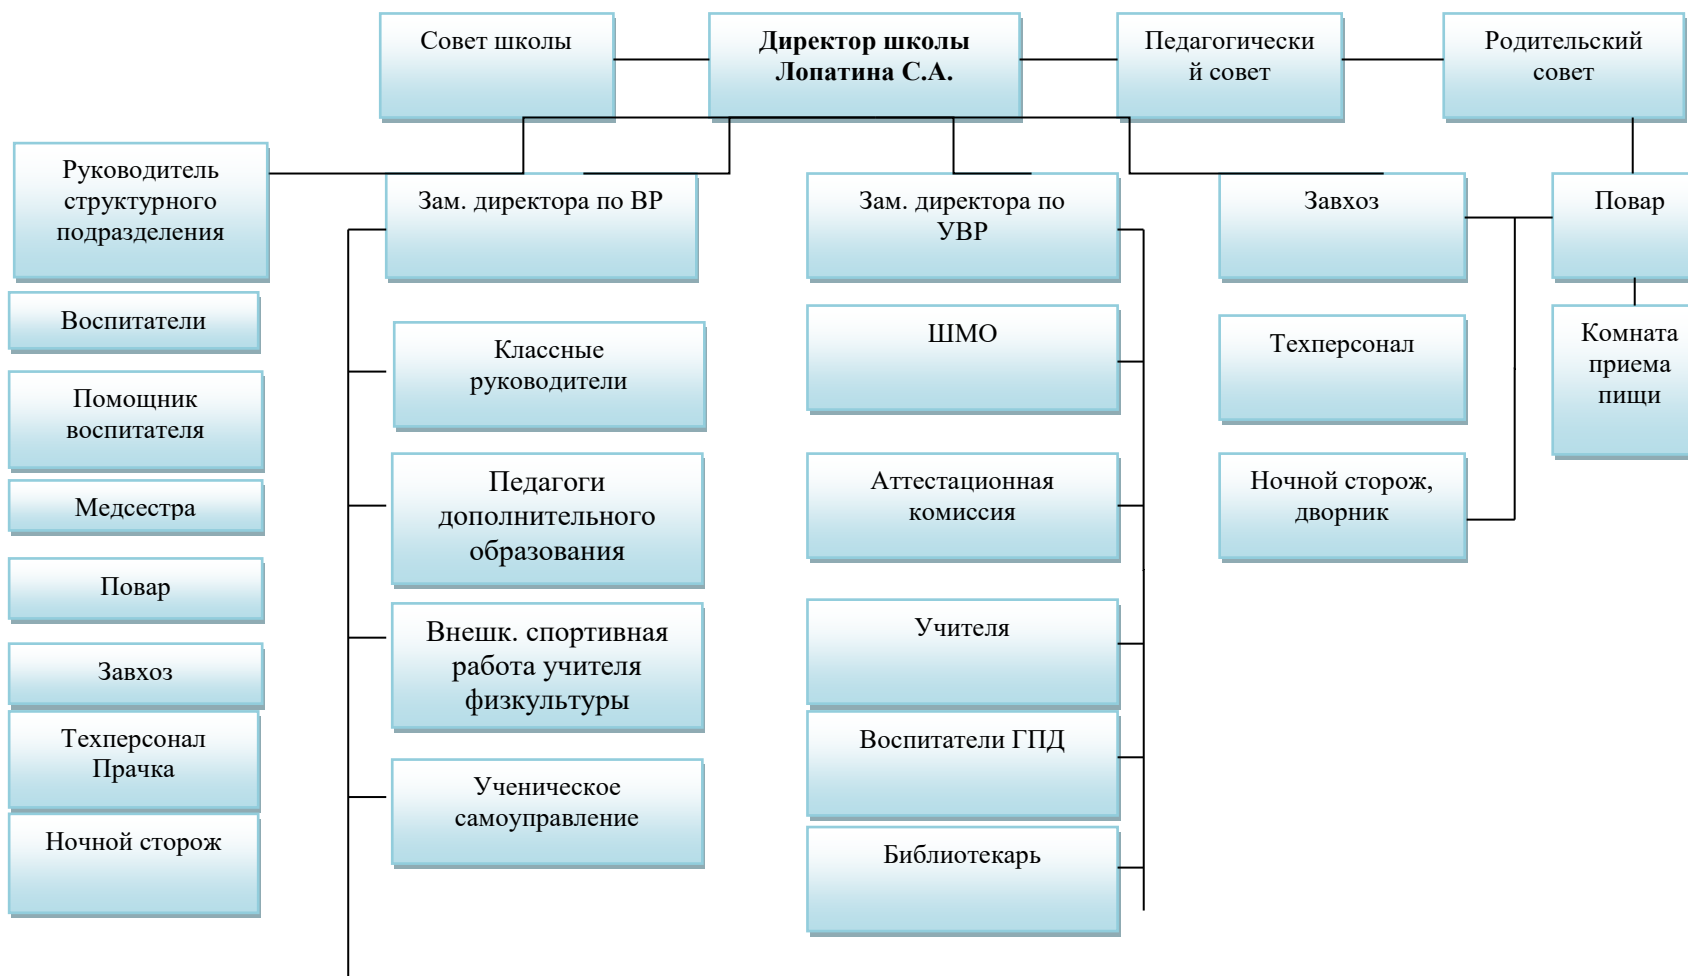 Совет школы
Директор школы
Лопатина С.А.
Педагогически
й совет
Родительский
совет
Руководитель
структурного
подразделения
Зам. директора по ВР
Зам. директора по
УВР
Завхоз
Повар
Воспитатели
Помощник
воспитателя
Медсестра
Повар
Завхоз
Техперсонал
Прачка
Ночной сторож
Классные
руководители
Педагоги
дополнительного
образования
Внешк. спортивная
работа учителя
физкультуры
Ученическое
самоуправление
ШМО
Аттестационная
комиссия
Учителя
Воспитатели ГПД
Библиотекарь
Техперсонал
Ночной сторож,
дворник
Комната
приема
пищи